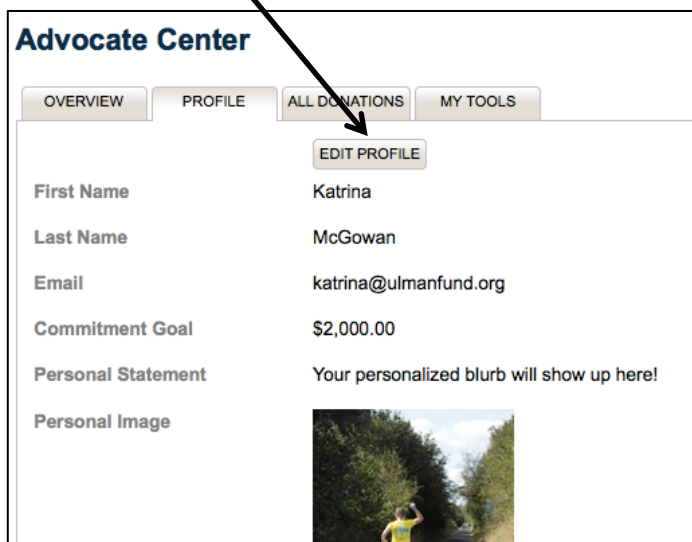 Advocate Center
OVERVIEW PROFILE ALL DONATIONS MY TOOLS
EDIT PROFILE
First Name Katrina
Last Name McGowan
Email katrina@ulmanfund.org
Commitment Goal $2,000.00
Personal Statement Your personalized blurb will show up here!
Personal Image